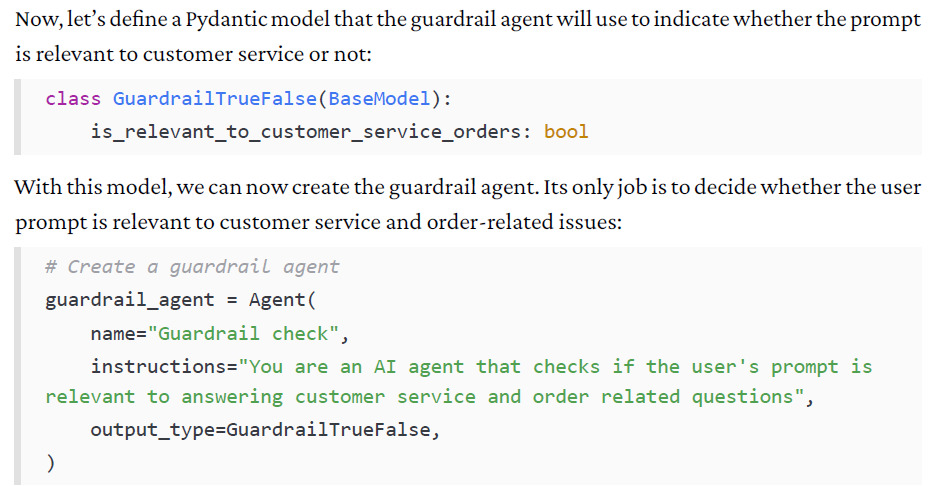 Now, let’s define a Pydantic model that the guardrail agent will use to indicate whether the prompt
is relevant to customer service or not:
class GuardrailTrueFalse(BaseModel):
    is_relevant_to_customer_service_orders: bool
With this model, we can now create the guardrail agent. Its only job is to decide whether the user
prompt is relevant to customer service and order-related issues:
# Create a guardrail agent
guardrail_agent = Agent(
    name="Guardrail check",
    instructions="You are an AI agent that checks if the user's prompt is
relevant to answering customer service and order related questions",
    output_type=GuardrailTrueFalse,
)